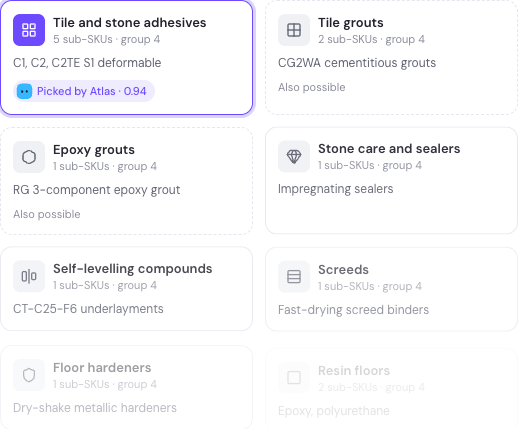 Tile and stone adhesives
5 sub-SKUs · group 4
C1, C2, C2TE S1 deformable
Picked by Atlas · 0.94
Tile grouts
2 sub-SKUs · group 4
CG2WA cementitious grouts
Also possible
Epoxy grouts
1 sub-SKUs · group 4
RG 3-component epoxy grout
Also possible
Stone care and sealers
1 sub-SKUs · group 4
Impregnating sealers
Self-levelling compounds
1 sub-SKUs · group 4
CT-C25-F6 underlayments
Screeds
1 sub-SKUs · group 4
Fast-drying screed binders
Floor hardeners
1 sub-SKUs · group 4
Dry-shake metallic hardeners
Resin floors
2 sub-SKUs · group 4
Epoxy, polyurethane